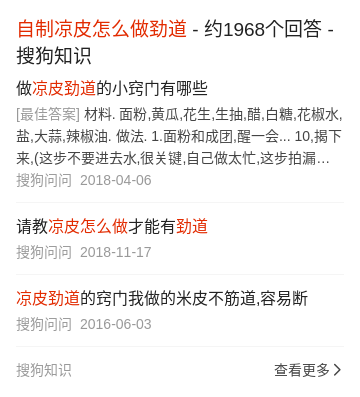 自制凉皮怎么做劲道 - 约1968个回答 -
搜狗知识
做凉皮劲道的小窍门有哪些
[最佳答案] 材料. 面粉,黄瓜,花生,生抽,醋,白糖,花椒水,
盐,大蒜,辣椒油. 做法. 1.面粉和成团,醒一会... 10,揭下
来,(这步不要进去水,很关键,自己做太忙,这步拍漏…
搜狗问问 2018-04-06
请教凉皮怎么做才能有劲道
搜狗问问 2018-11-17
凉皮劲道的窍门我做的米皮不筋道,容易断
搜狗问问 2016-06-03
搜狗知识 查看更多